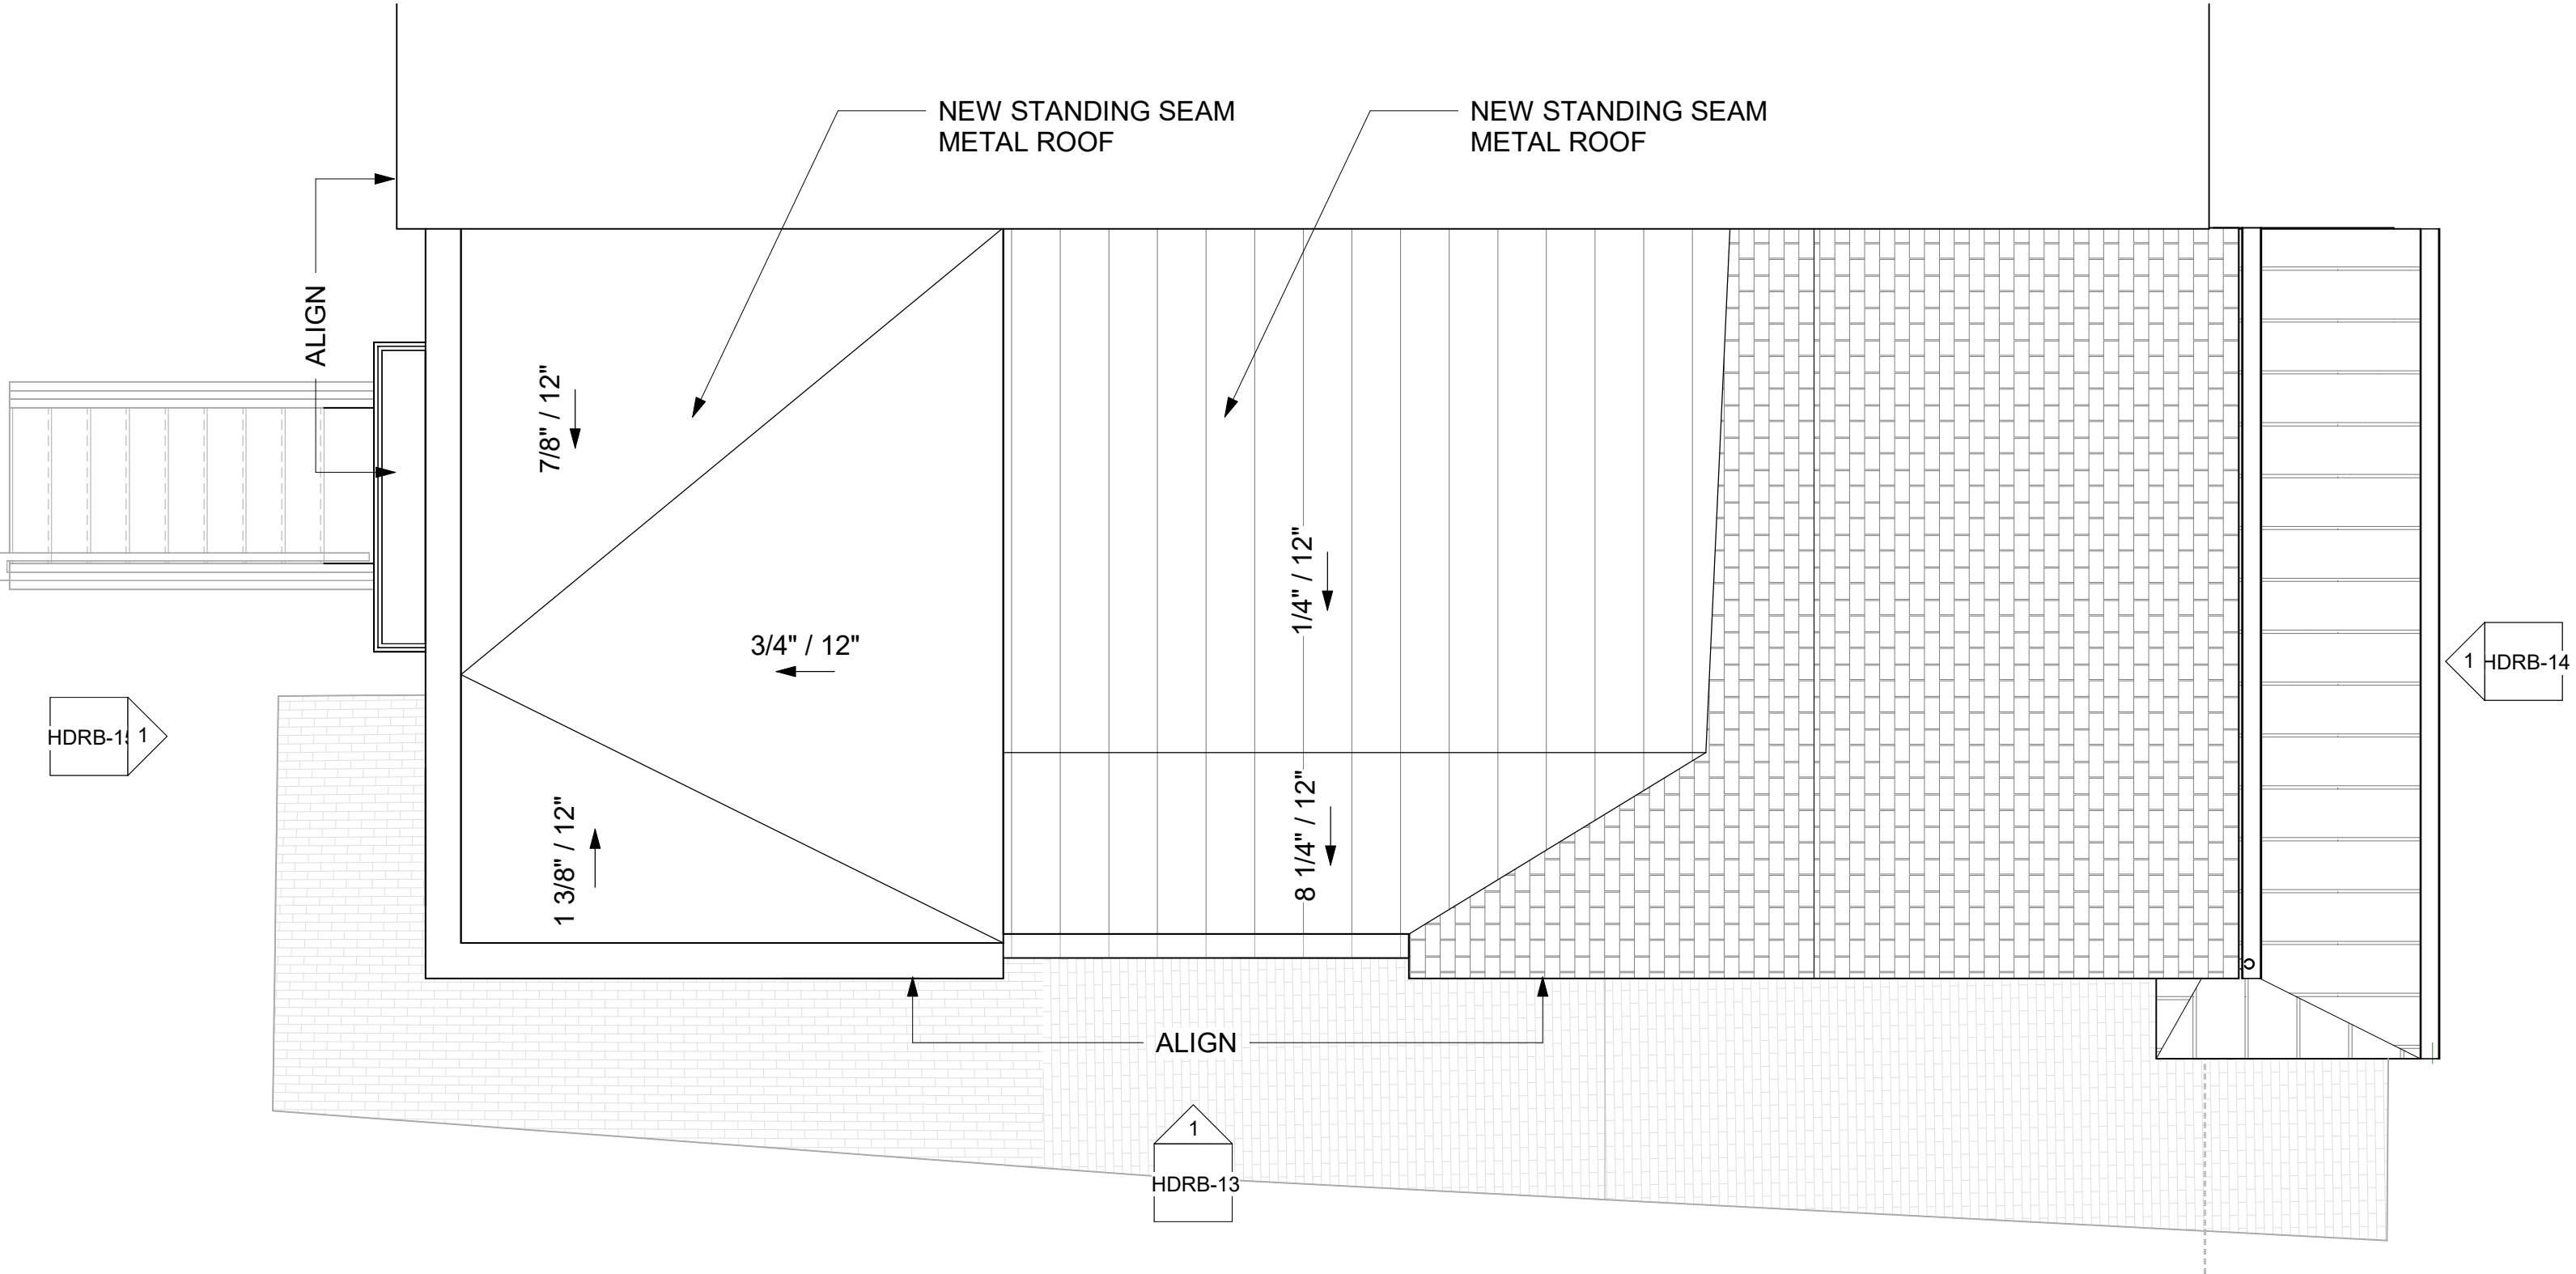 NEW STANDING SEAM
METAL ROOF
NEW STANDING SEAM
METAL ROOF
ALIGN
7/8" / 12"
3/4" / 12"
1 3/8" / 12"
1/4" / 12"
8 1/4" / 12"
1
HDRB-14
1
ALIGN
1
HDRB-13